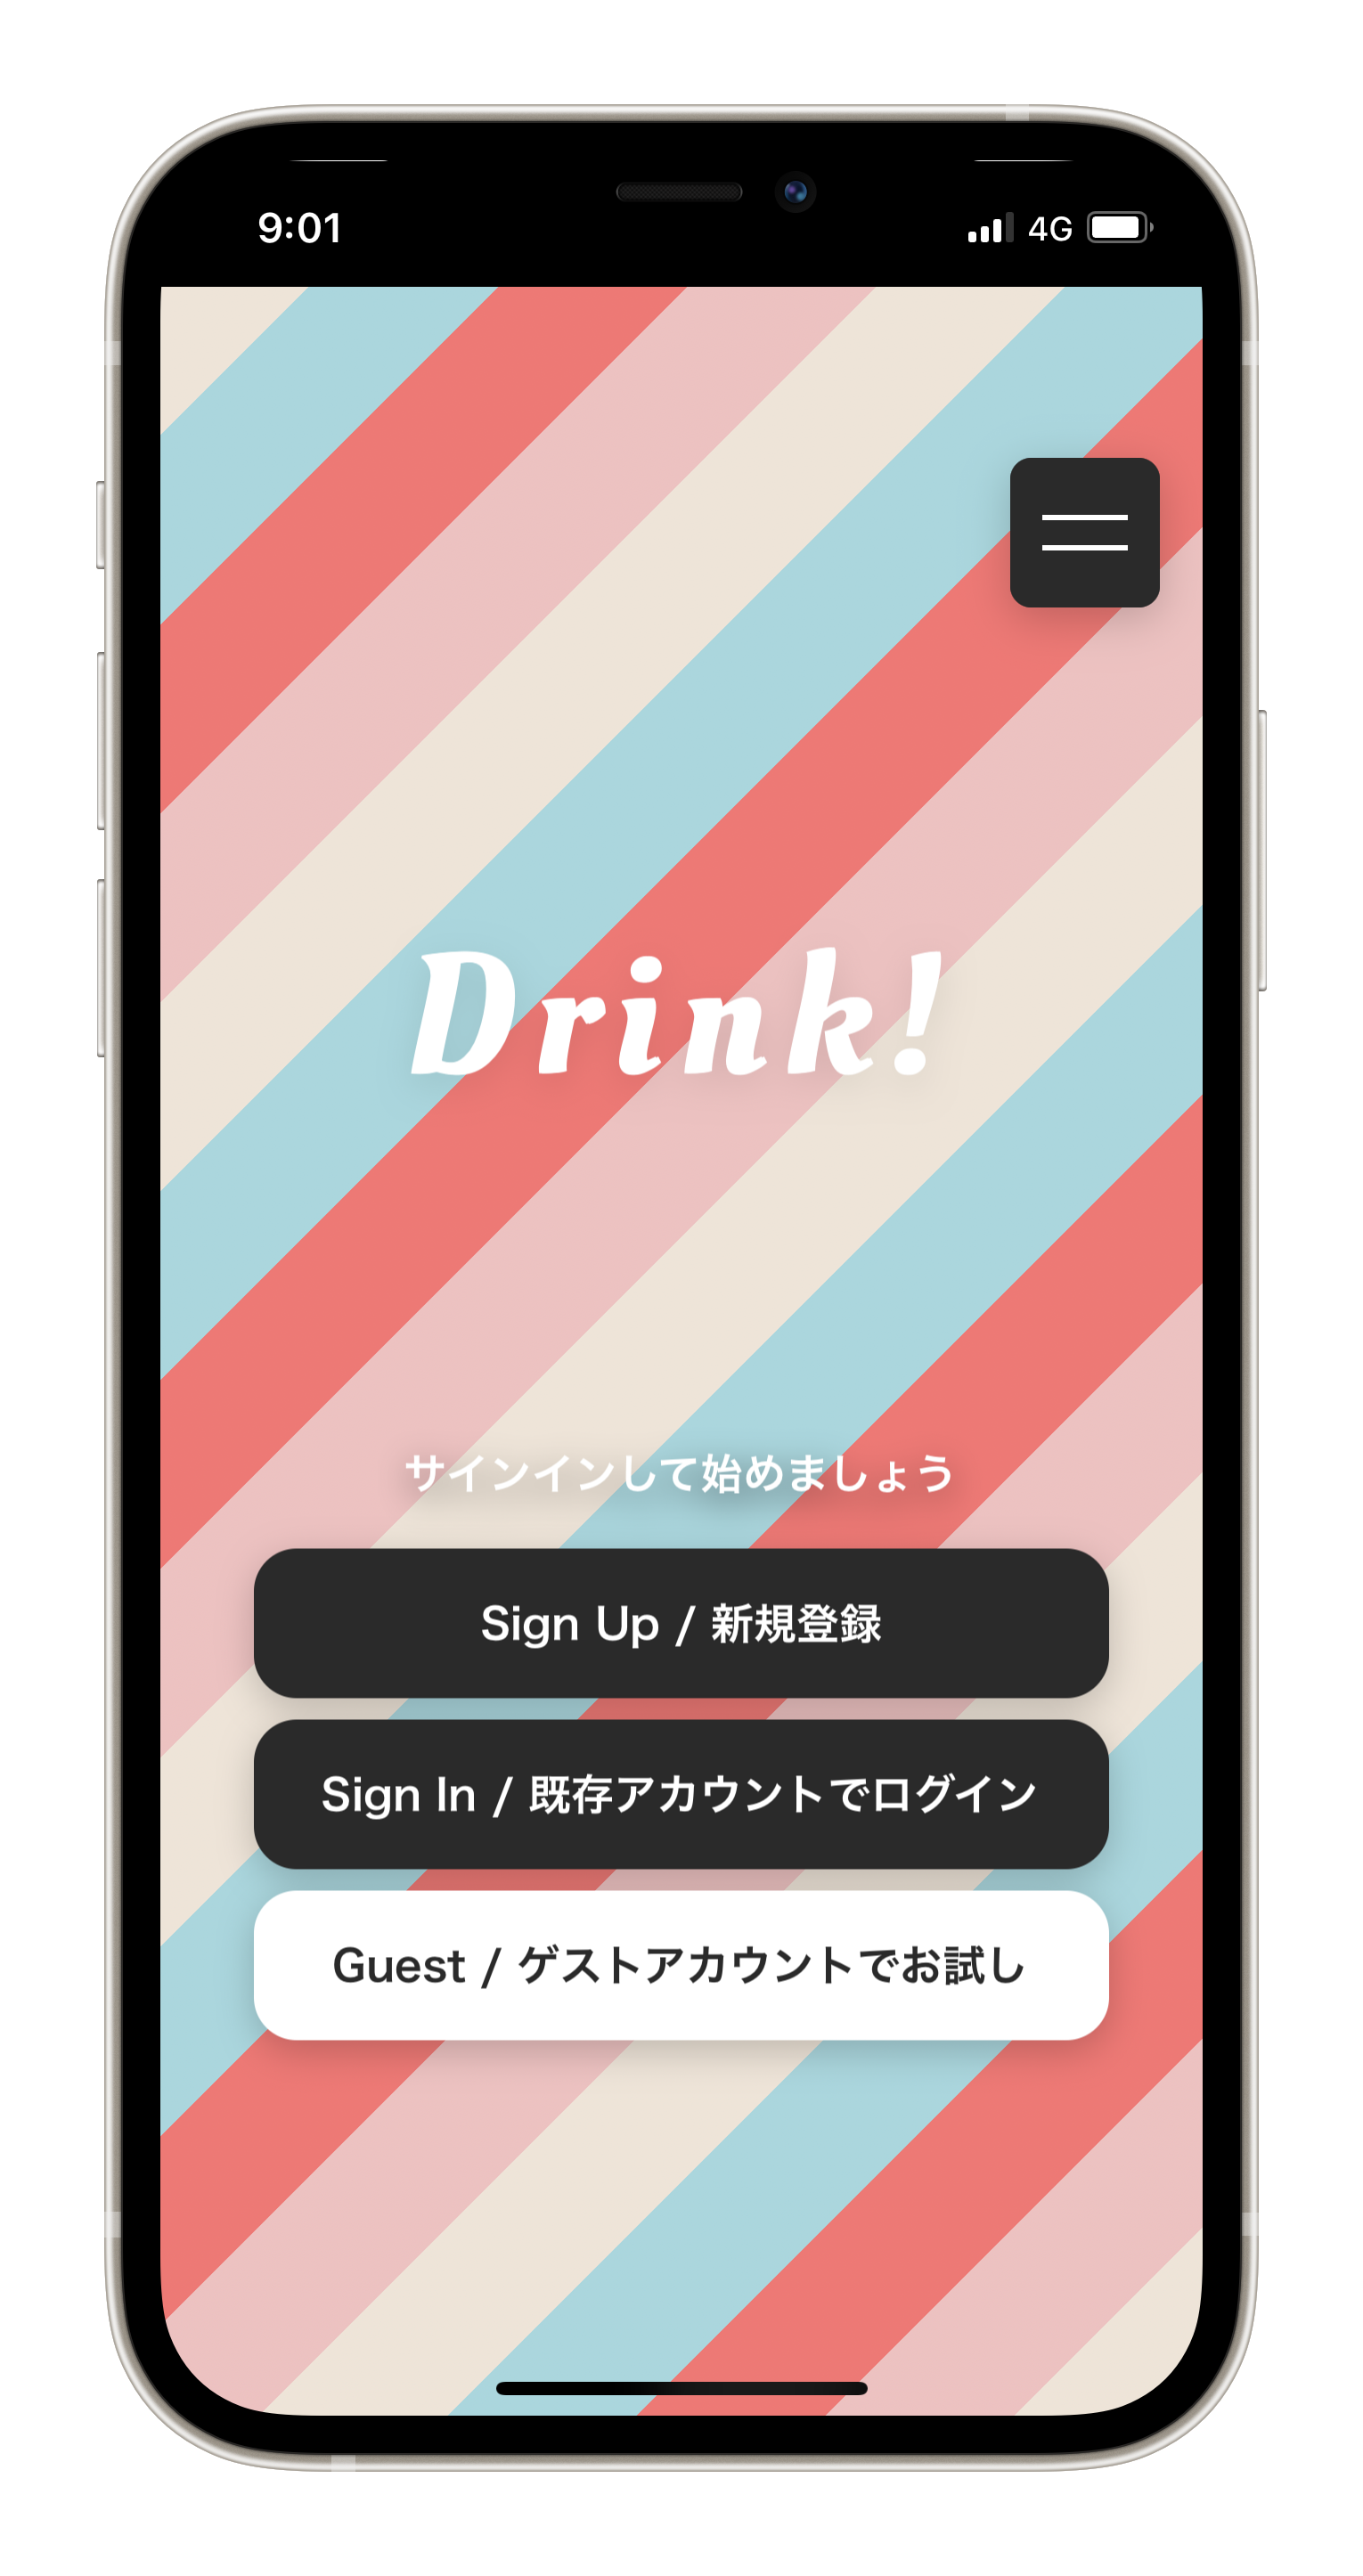 9:01 4G
Drink!
サインインして始めましょう
Sign Up / 新規登録
Sign In / 既存アカウントでログイン
Guest / ゲストアカウントでお試し